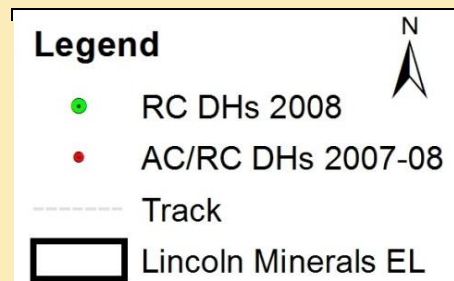 N
Legend
RC DHs 2008
AC/RC DHs 2007-08
Track
Lincoln Minerals EL